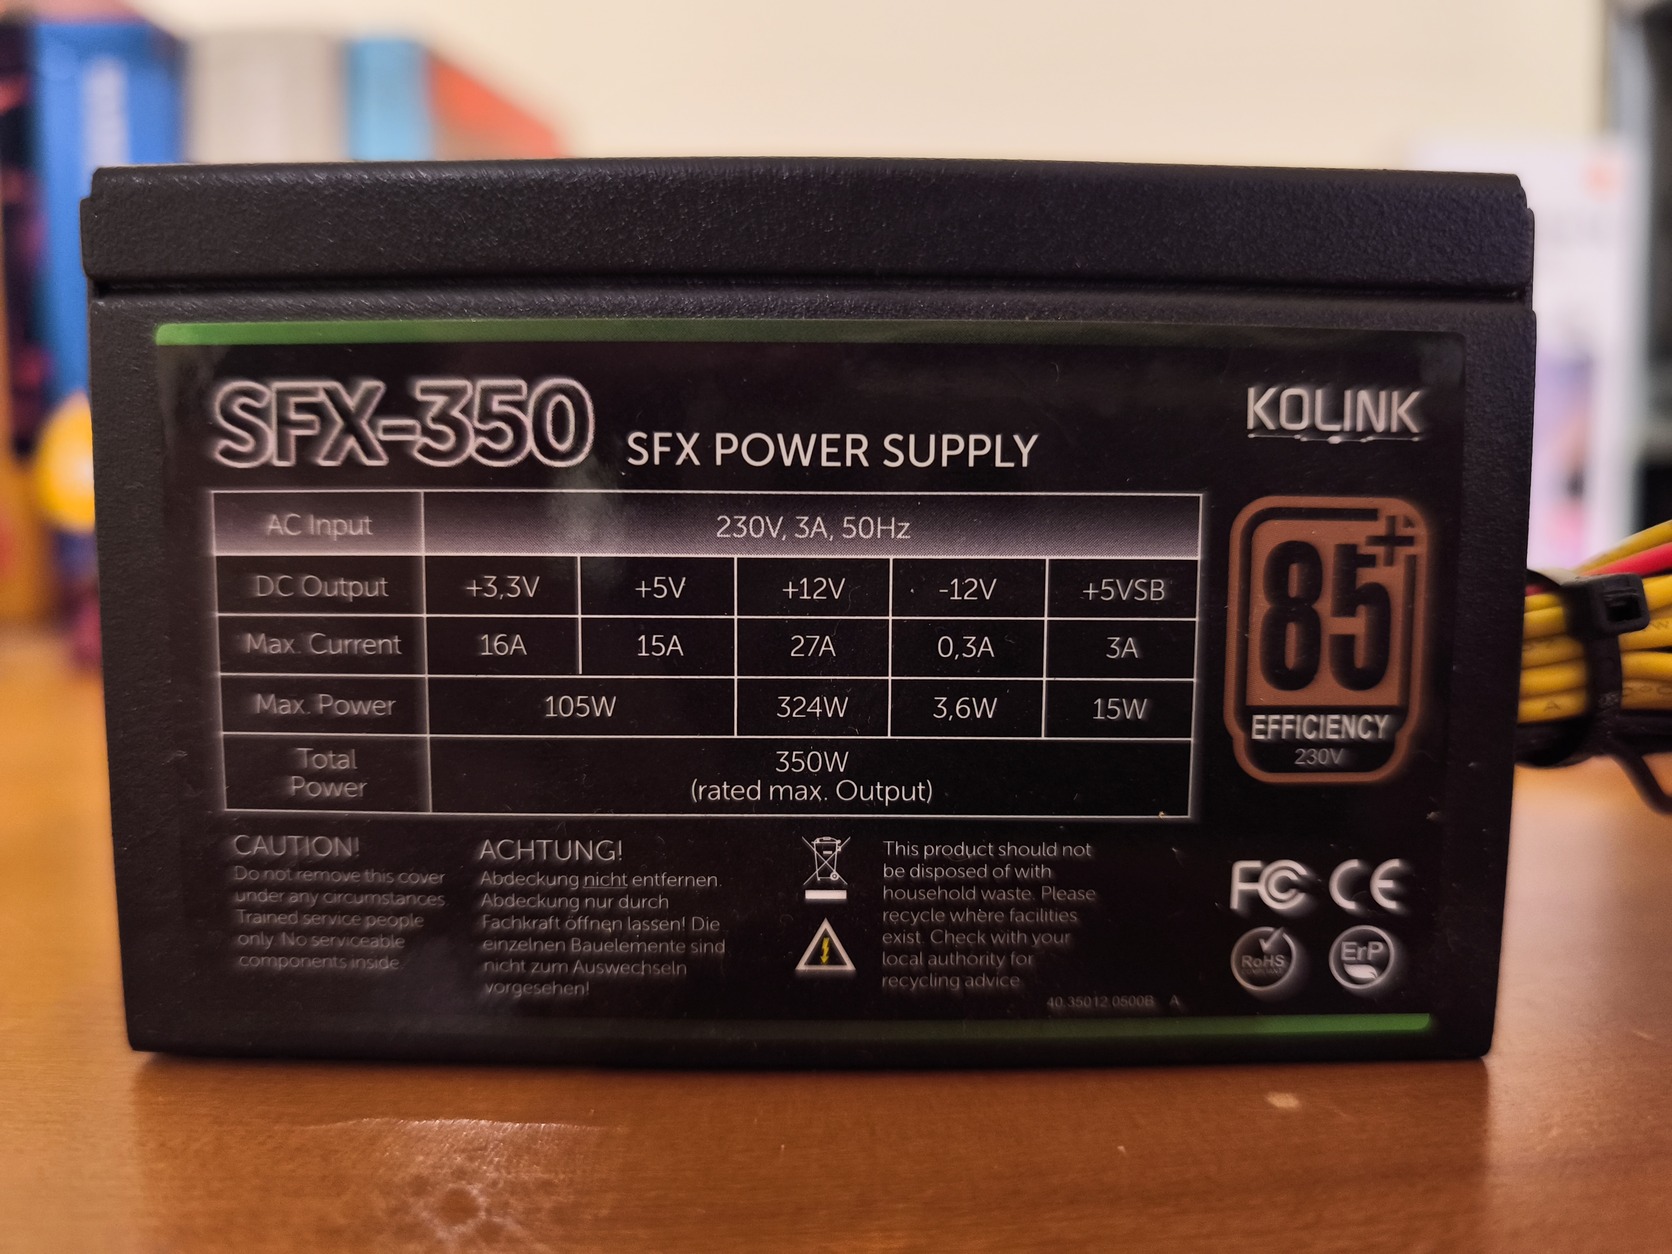 SFX-350 SFX POWER SUPPLY
KOLINK
AC Input 230V, 3A, 50Hz
DC Output +3,3V +5V +12V -12V +5VSB
Max. Current 16A 15A 27A 0,3A 3A
Max. Power 105W 324W 3,6W 15W
Total
Power
350W
(rated max. Output)
85+
EFFICIENCY
230V
CAUTION!
Do not remove this cover
under any circumstances
Trained service people
only. No serviceable
components inside.
ACHTUNG!
Abdeckung nicht entfernen.
Abdeckung nur durch
Fachkraft öffnen lassen! Die
einzelnen Bauelemente sind
nicht zum Auswechseln
vorgesehen!
This product should not
be disposed of with
household waste. Please
recycle where facilities
exist. Check with your
local authority for
recycling advice
40.35012.0500B A
FC CE
RoHS
ErP